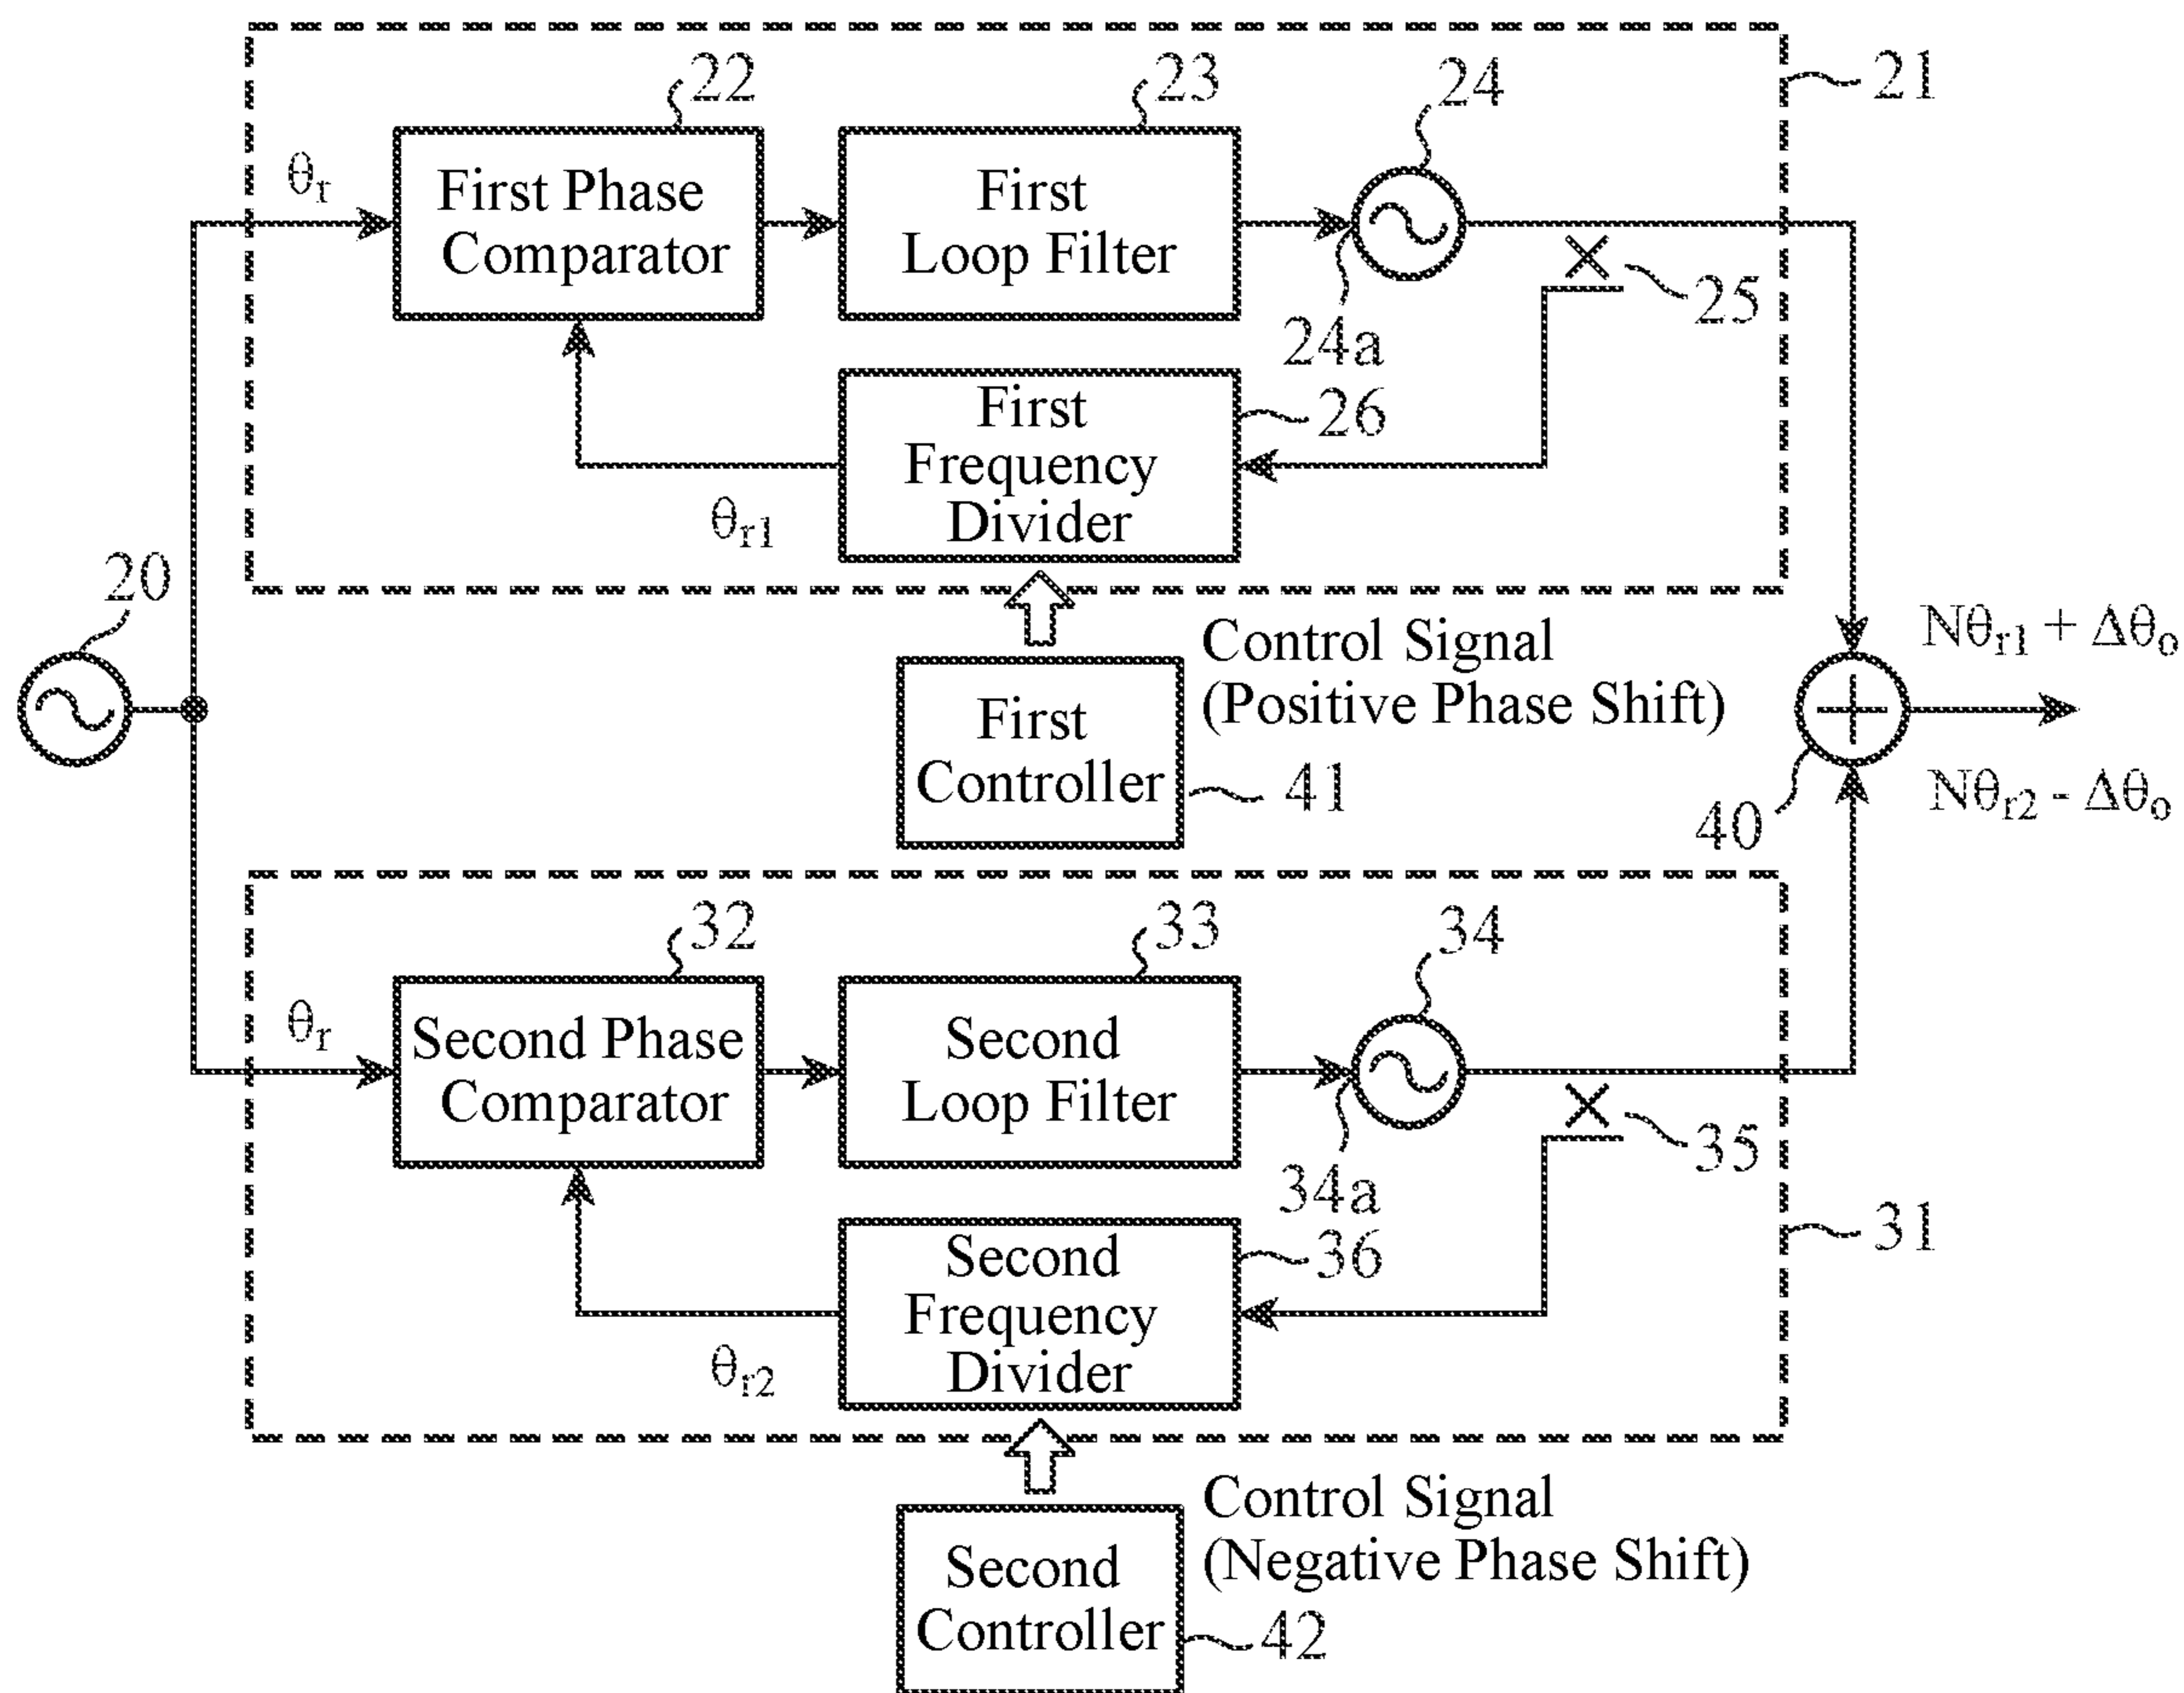 22
23
24
21
θr
First Phase
Comparator
First
Loop Filter
25
24a
First
Frequency
Divider
26
θr1
20
Control Signal
(Positive Phase Shift)
First
Controller
41
Nθr1 + Δθo
Nθr2 - Δθo
40
32
33
34
θr
Second Phase
Comparator
Second
Loop Filter
35
34a
31
Second
Frequency
Divider
36
θr2
Control Signal
(Negative Phase Shift)
Second
Controller
42